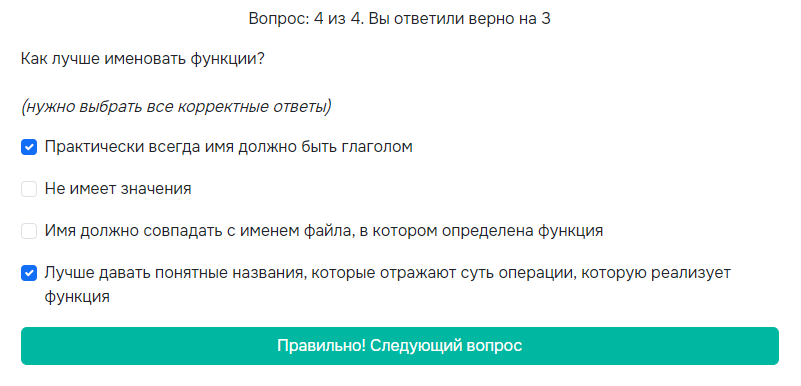 Вопрос: 4 из 4. Вы ответили верно на 3
Как лучше именовать функции?
(нужно выбрать все корректные ответы)
Практически всегда имя должно быть глаголом
Не имеет значения
Имя должно совпадать с именем файла, в котором определена функция
Лучше давать понятные названия, которые отражают суть операции, которую реализует
функция
Правильно! Следующий вопрос